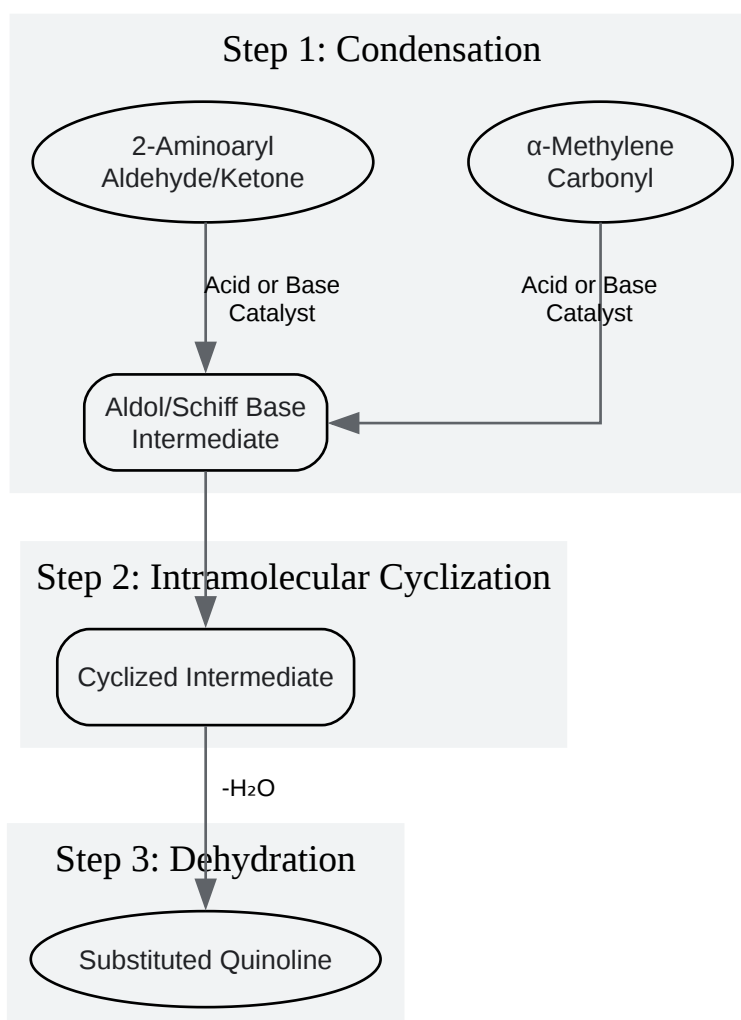 Step 1: Condensation
2-Aminoaryl
Aldehyde/Ketone
α-Methylene
Carbonyl
Acid or Base
Catalyst
Acid or Base
Catalyst
Aldol/Schiff Base
Intermediate
Step 2: Intramolecular Cyclization
Cyclized Intermediate
-H₂O
Step 3: Dehydration
Substituted Quinoline